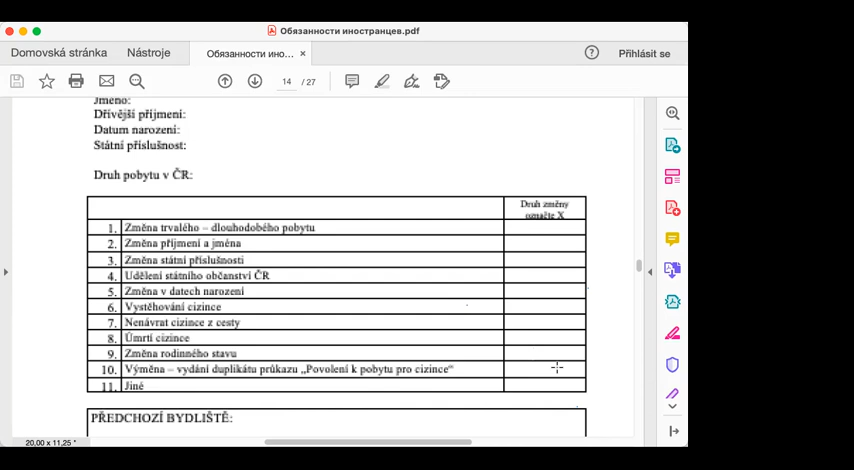 Обязанности иностранцев.pdf
Domovská stránka
Nástroje
Обязанности ино...
×
?
Přihlásit se
14 / 27
Jméno:
Dřívější příjmení:
Datum narození:
Státní příslušnost:
Druh pobytu v ČR:
Druh změny
označte X
1. Změna trvalého – dlouhodobého pobytu
2. Změna příjmení a jména
3. Změna státní příslušnosti
4. Udělení státního občanství ČR
5. Změna v datech narození
6. Vystěhování cizince
7. Nenávrat cizince z cesty
8. Úmrtí cizince
9. Změna rodinného stavu
10. Výměna – vydání duplikátu průkazu „Povolení k pobytu pro cizince“
11. Jiné
PŘEDCHOZÍ BYDLIŠTĚ:
20,00 x 11,25 "